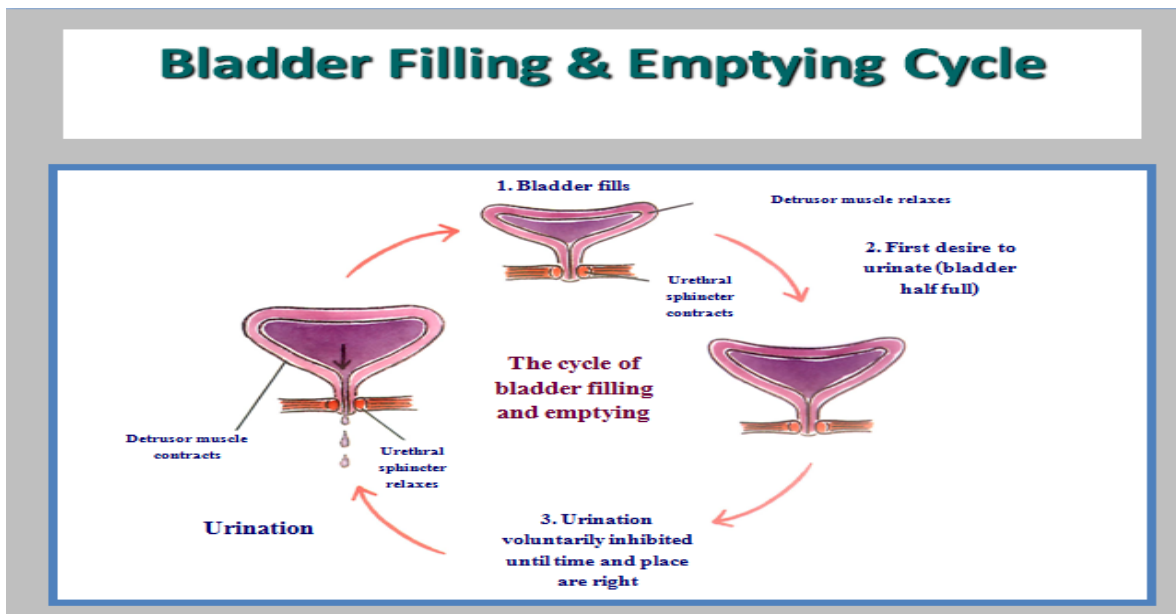 Bladder Filling & Emptying Cycle
1. Bladder fills
Detrusor muscle relaxes
Urethral
sphincter
contracts
2. First desire to
urinate (bladder
half full)
The cycle of
bladder filling
and emptying
Detrusor muscle
contracts
Urethral
sphincter
relaxes
Urination
3. Urination
voluntarily inhibited
until time and place
are right